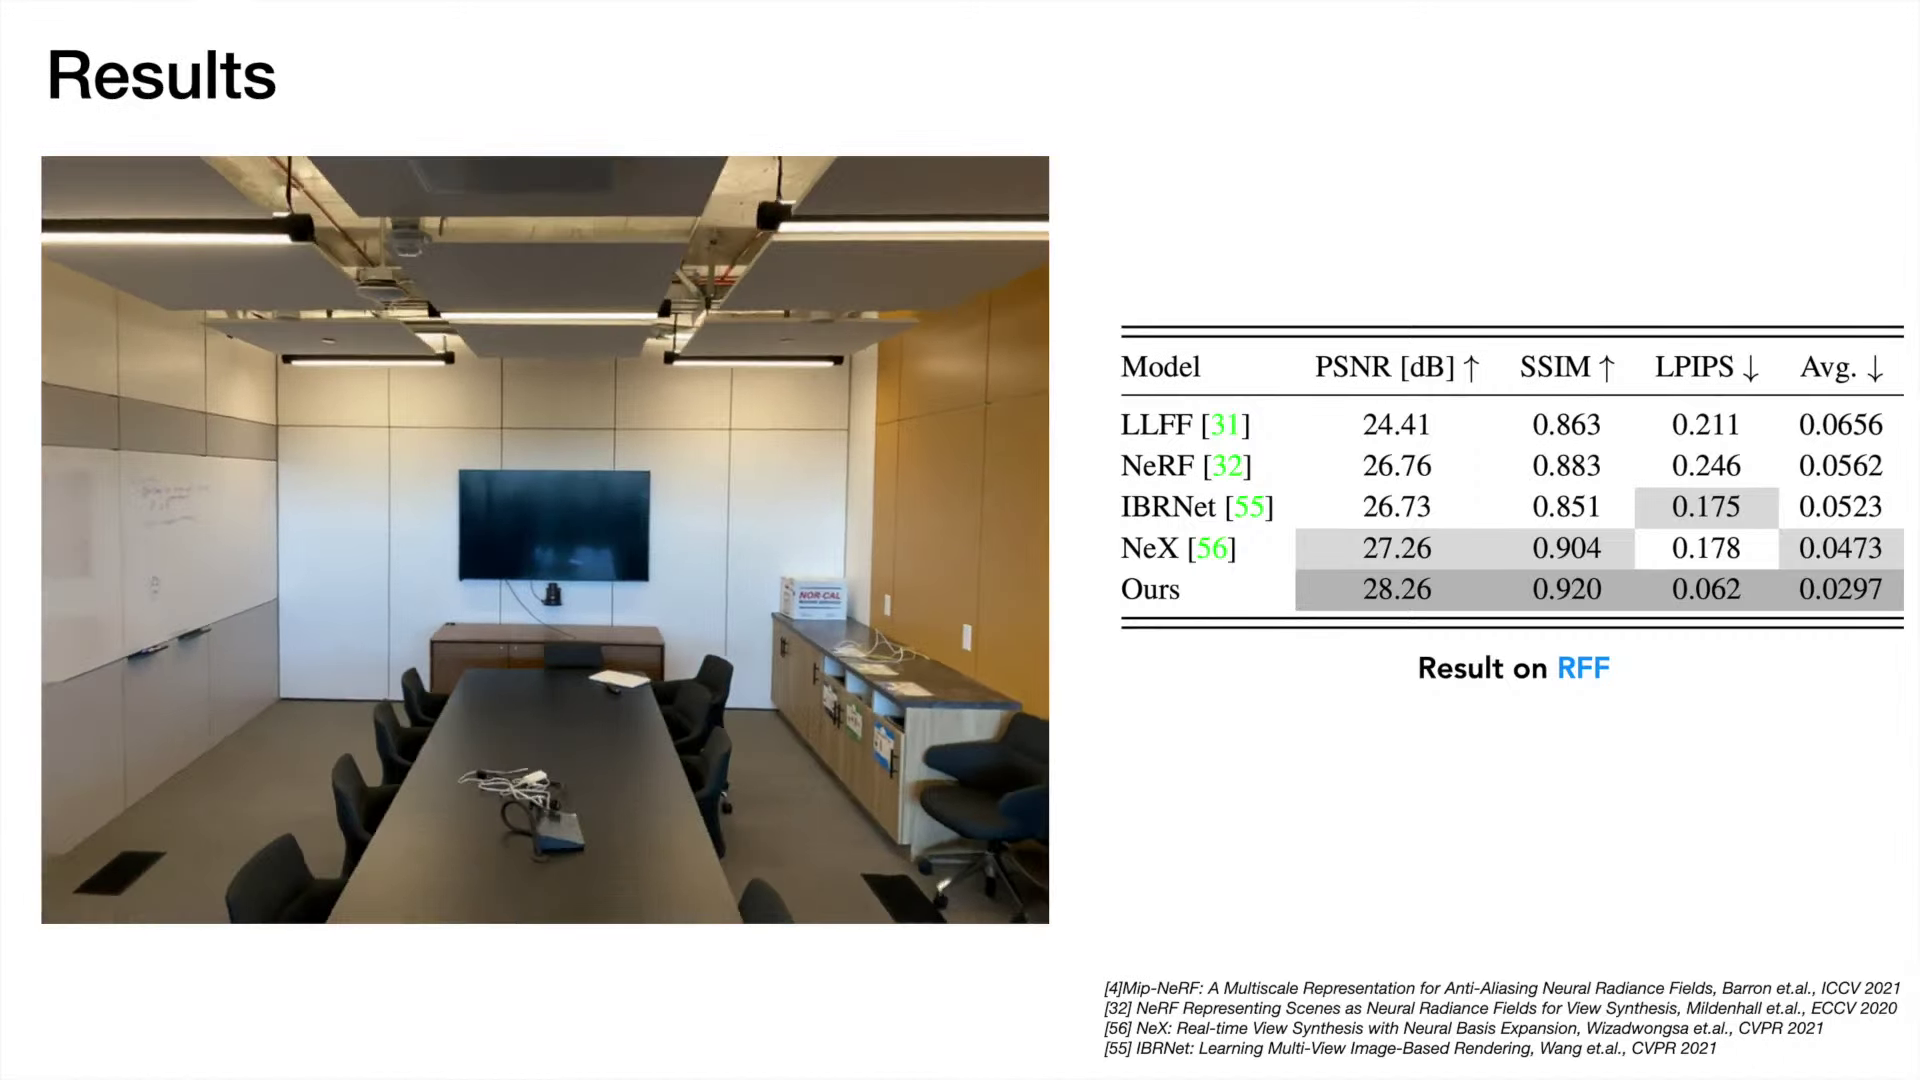 Results
NOR-CAL
Model PSNR [dB] ↑ SSIM ↑ LPIPS ↓ Avg. ↓
LLFF [31] 24.41 0.863 0.211 0.0656
NeRF [32] 26.76 0.883 0.246 0.0562
IBRNet [55] 26.73 0.851 0.175 0.0523
NeX [56] 27.26 0.904 0.178 0.0473
Ours 28.26 0.920 0.062 0.0297
Result on RFF
[4]Mip-NeRF: A Multiscale Representation for Anti-Aliasing Neural Radiance Fields, Barron et.al., ICCV 2021
[32] NeRF Representing Scenes as Neural Radiance Fields for View Synthesis, Mildenhall et.al., ECCV 2020
[56] NeX: Real-time View Synthesis with Neural Basis Expansion, Wizadwongsa et.al., CVPR 2021
[55] IBRNet: Learning Multi-View Image-Based Rendering, Wang et.al., CVPR 2021